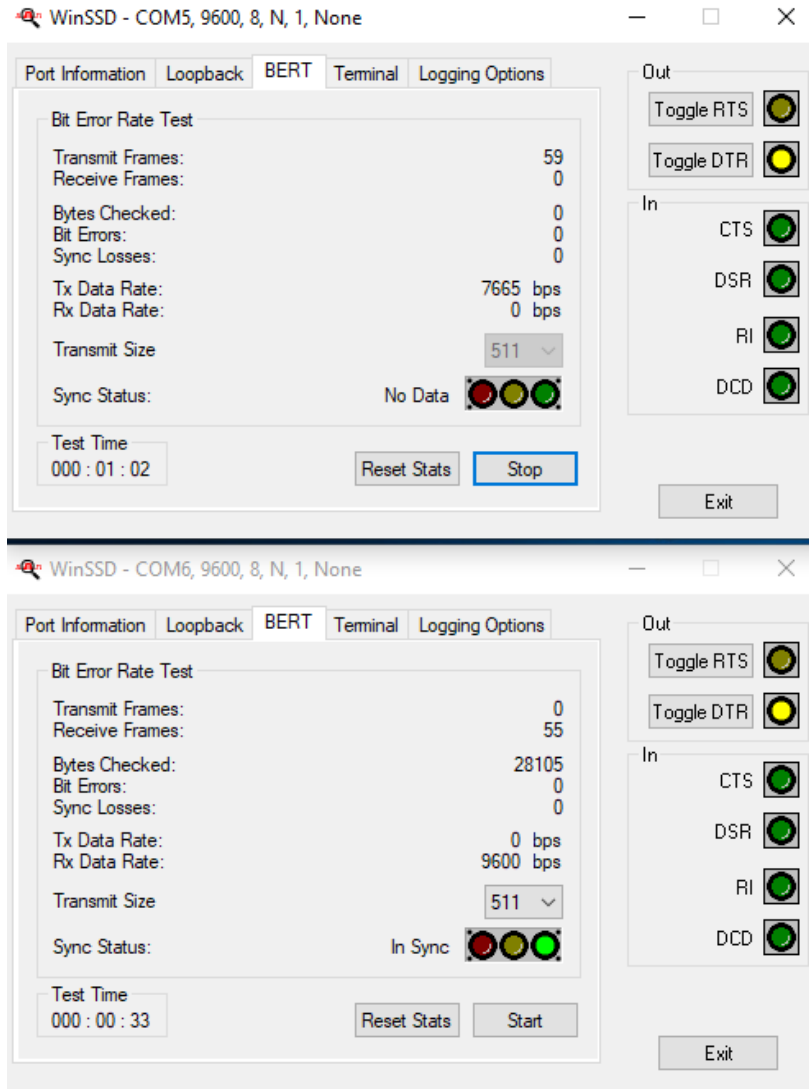 WinSSD - COM5, 9600, 8, N, 1, None
Port Information Loopback BERT Terminal Logging Options
Bit Error Rate Test
Transmit Frames: 59
Receive Frames: 0
Bytes Checked: 0
Bit Errors: 0
Sync Losses: 0
Tx Data Rate: 7665 bps
Rx Data Rate: 0 bps
Transmit Size 511
Sync Status: No Data
Test Time
000 : 01 : 02
Reset Stats Stop
Out
Toggle RTS
Toggle DTR
In
CTS
DSR
RI
DCD
Exit
WinSSD - COM6, 9600, 8, N, 1, None
Port Information Loopback BERT Terminal Logging Options
Bit Error Rate Test
Transmit Frames: 0
Receive Frames: 55
Bytes Checked: 28105
Bit Errors: 0
Sync Losses: 0
Tx Data Rate: 0 bps
Rx Data Rate: 9600 bps
Transmit Size 511
Sync Status: In Sync
Test Time
000 : 00 : 33
Reset Stats Start
Out
Toggle RTS
Toggle DTR
In
CTS
DSR
RI
DCD
Exit